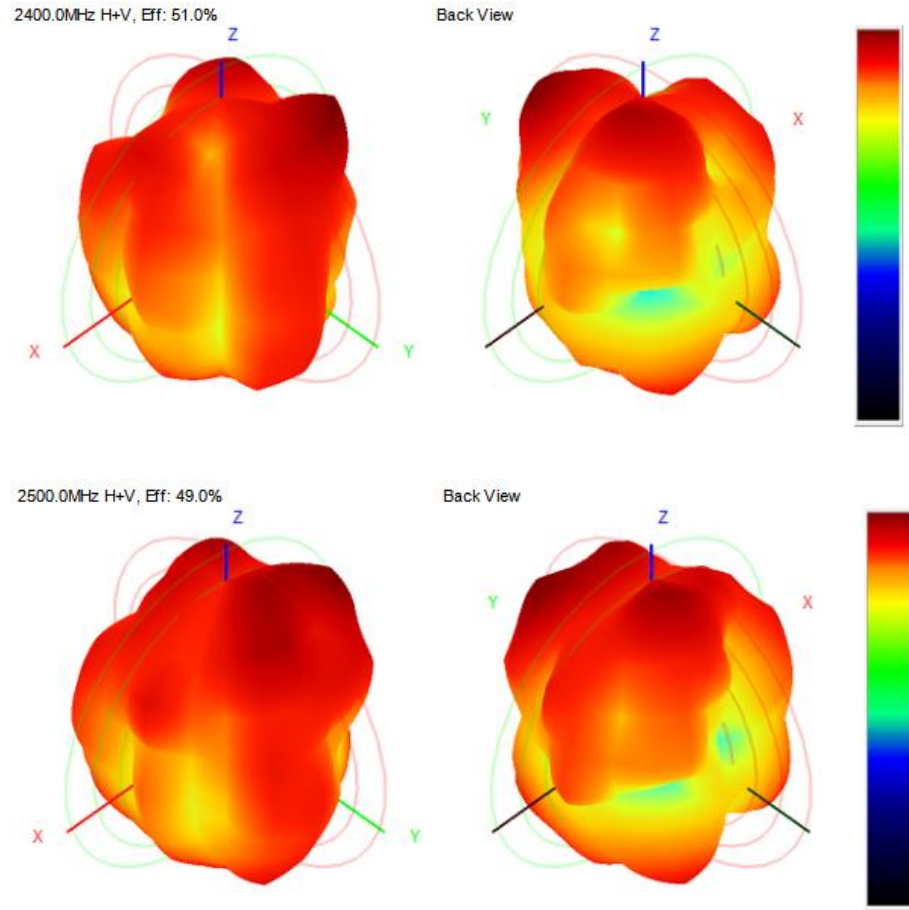 2400.0MHz H+V, Eff: 51.0%
Back View
Z
X
Y
Z
Y
X
2500.0MHz H+V, Eff: 49.0%
Back View
Z
X
Y
Z
Y
X